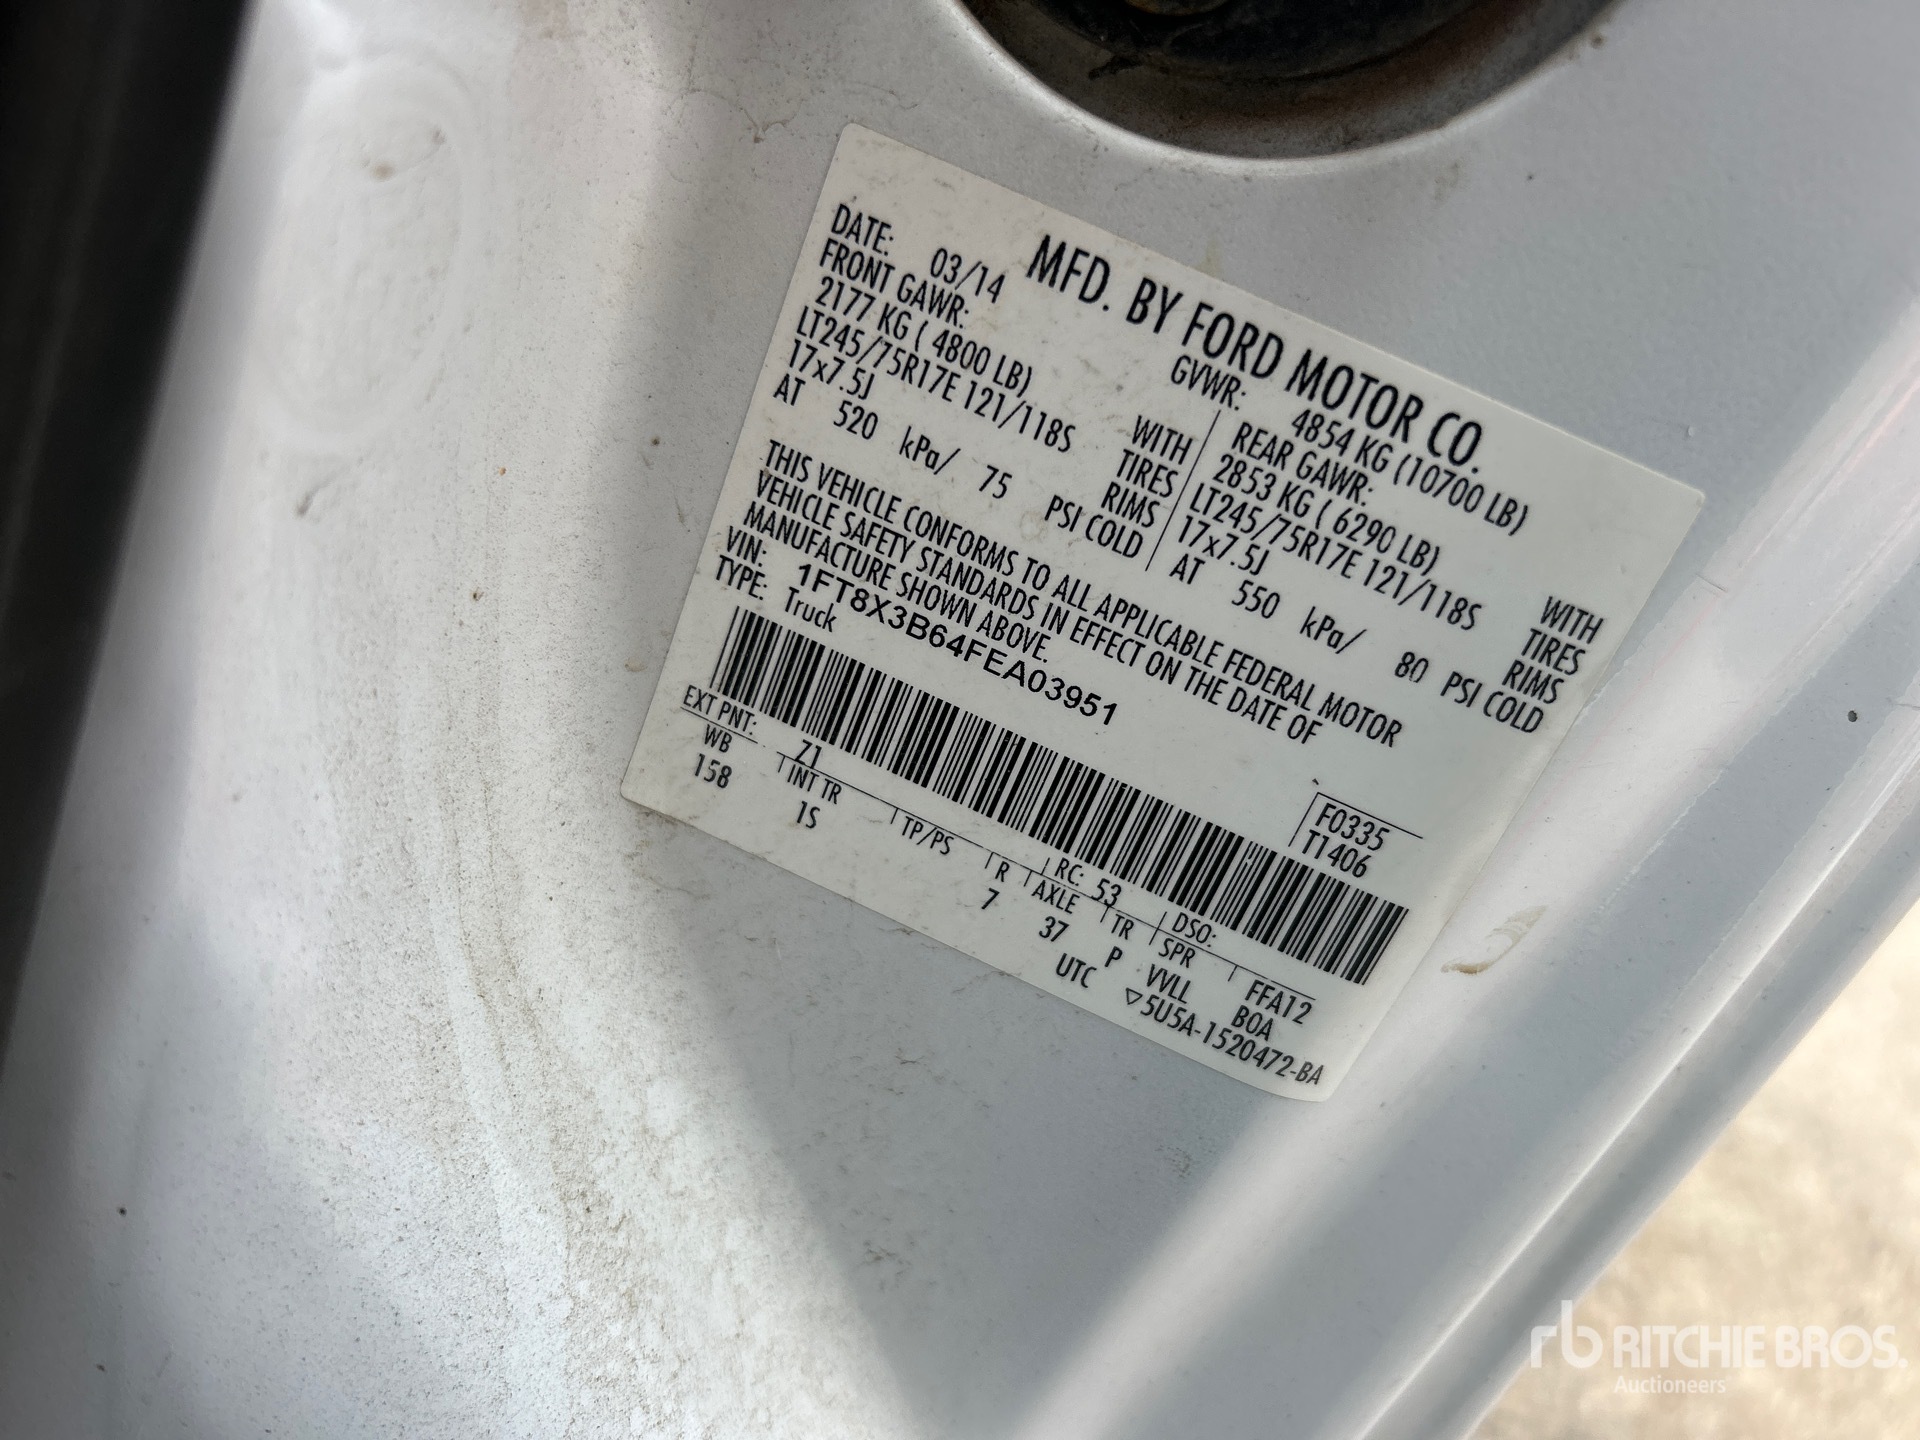 MFD. BY FORD MOTOR CO.
DATE: 03/14
GVWR: 4854 KG (10700 LB)
FRONT GAWR:
2177 KG ( 4800 LB) WITH
LT245/75R17E 121/118S TIRES
17x7.5J RIMS
AT 520 kPa/ 75 PSI COLD
REAR GAWR:
2853 KG ( 6290 LB) WITH
LT245/75R17E 121/118S TIRES
17x7.5J RIMS
AT 550 kPa/ 80 PSI COLD
THIS VEHICLE CONFORMS TO ALL APPLICABLE FEDERAL MOTOR
VEHICLE SAFETY STANDARDS IN EFFECT ON THE DATE OF
MANUFACTURE SHOWN ABOVE.
VIN: 1FT8X3B64FEA03951
TYPE: Truck
F0335
T1406
EXT PNT: Z1 RC: 53 DSO:
WB INT TR TP/PS R AXLE TR SPR FFA12
158 1S 7 37 P VVLL BOA
UTC ▽5U5A-1520472-BA
rb RITCHIE BROS.
Auctioneers